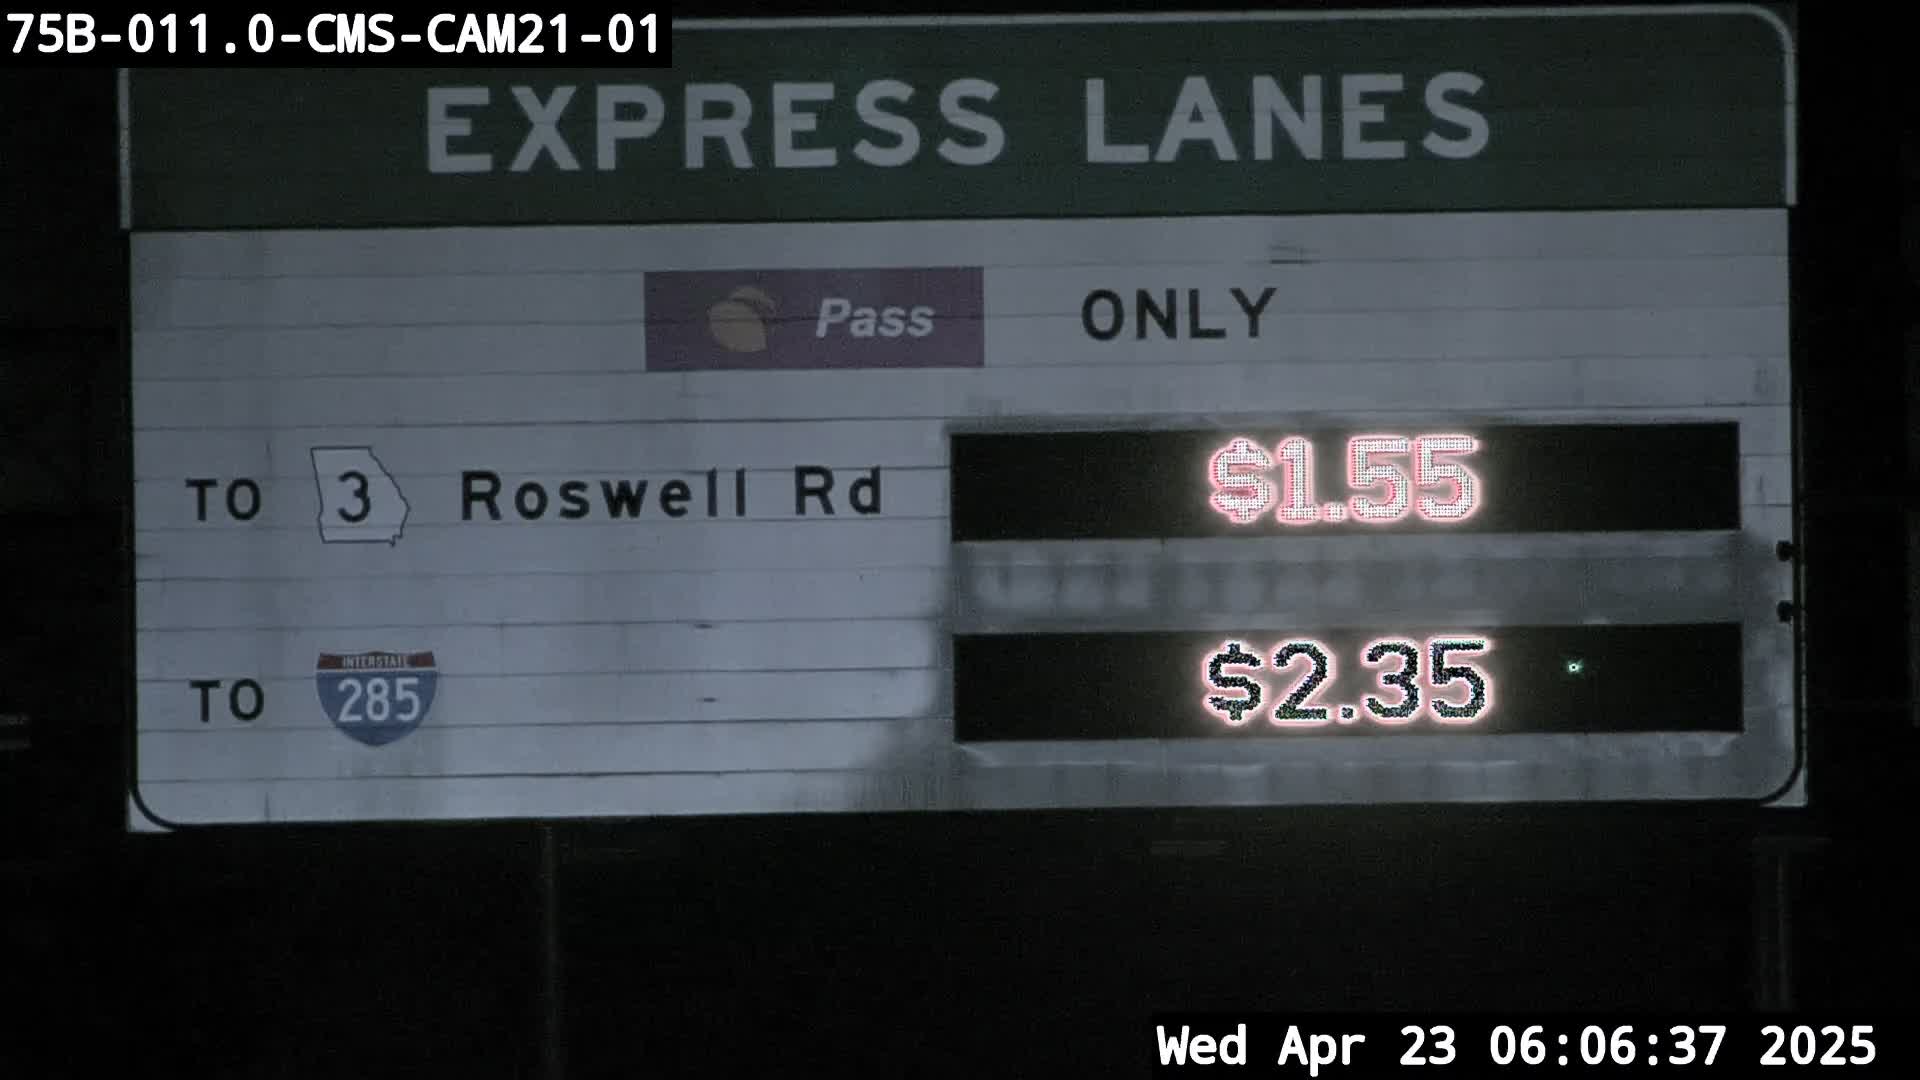 75B-011.0-CMS-CAM21-01
EXPRESS LANES
Pass ONLY
TO 3 Roswell Rd $1.55
TO INTERSTATE 285 $2.35
Wed Apr 23 06:06:37 2025